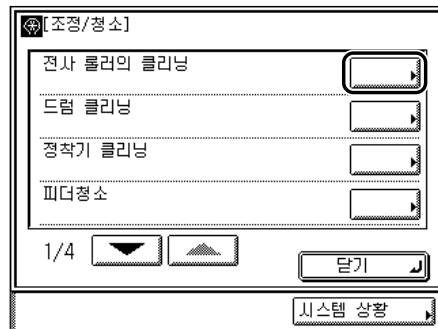 [조정/청소]
전사 롤러의 클리닝
드럼 클리닝
정착기 클리닝
피더청소
1/4
닫기
시스템 상황